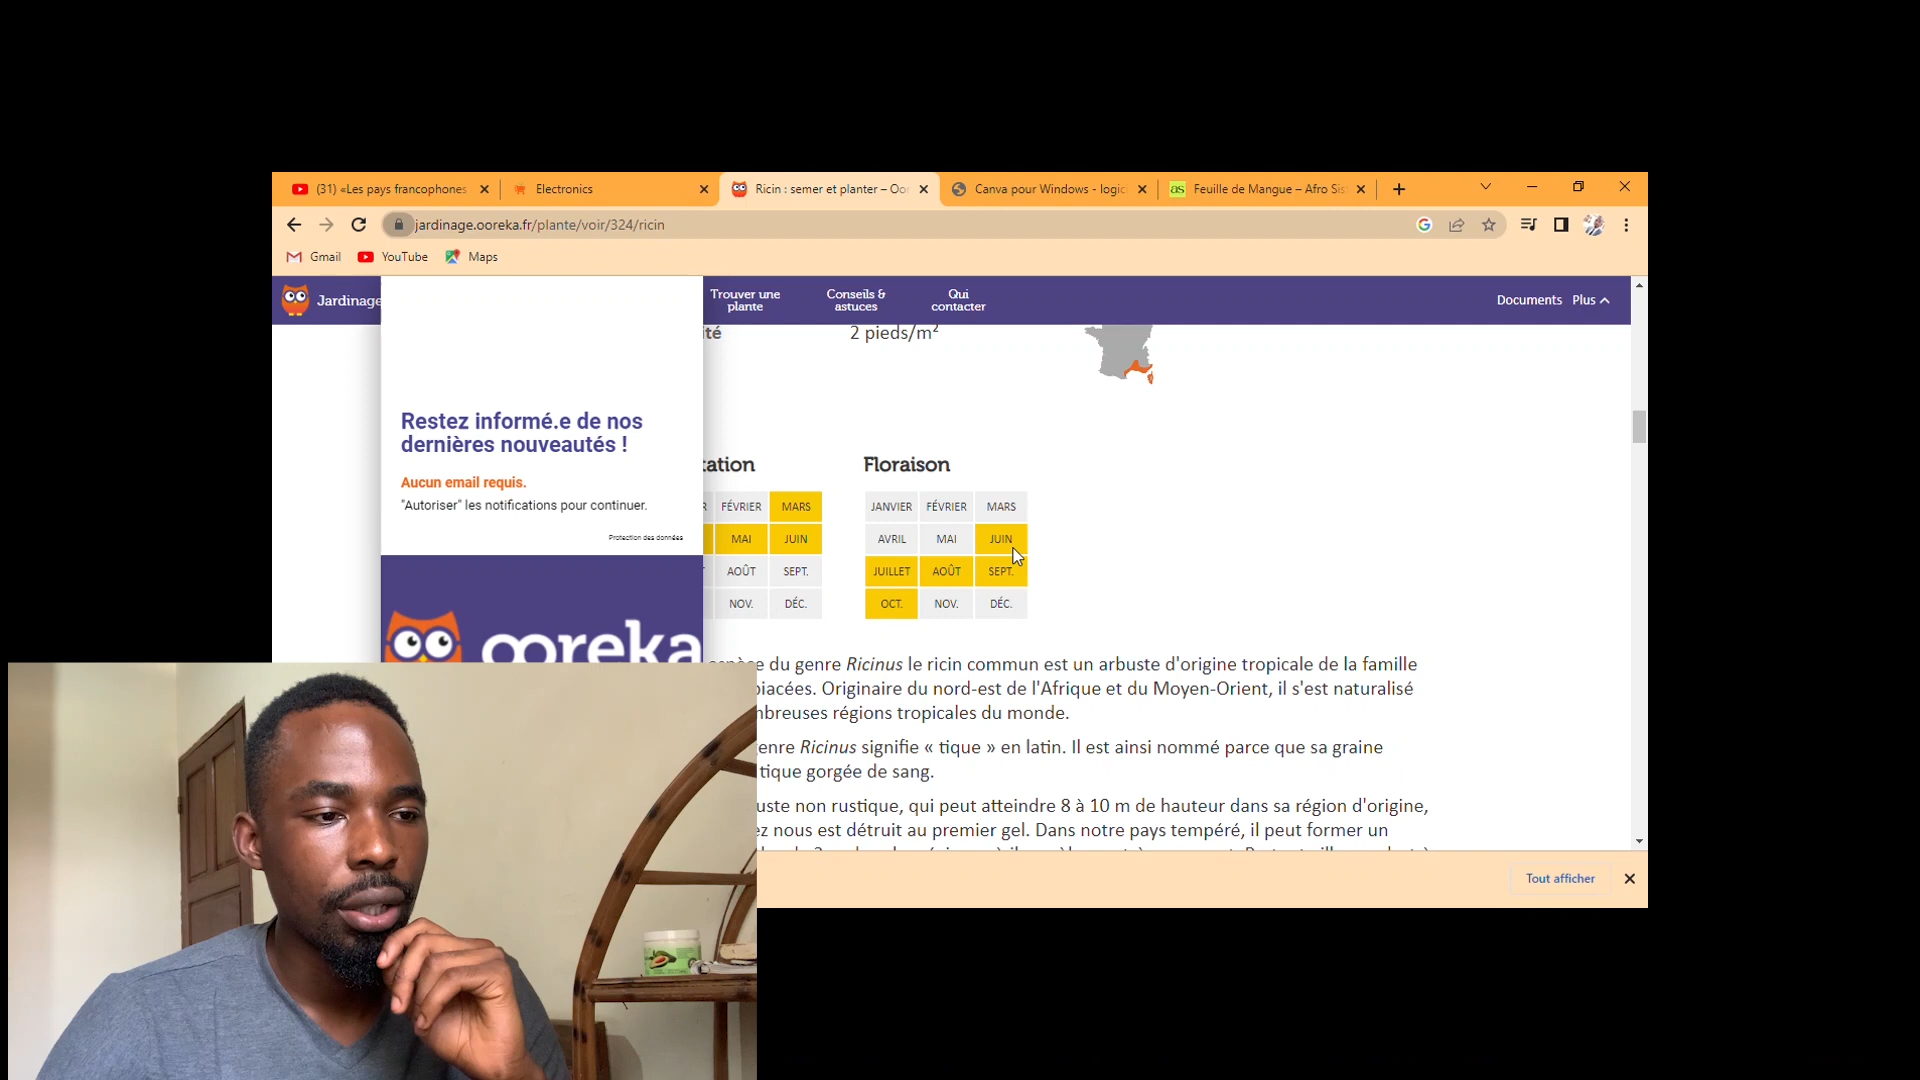 (31) «Les pays francophones
Electronics
Ricin : semer et planter – Oo
Canva pour Windows - logic
as
Feuille de Mangue – Afro Sis
jardinage.ooreka.fr/plante/voir/324/ricin
Gmail
YouTube
Maps
Jardinage
Trouver une
plante
Conseils &
astuces
Qui
contacter
Documents
Plus
2 pieds/m²
Restez informé.e de nos
dernières nouveautés !
Aucun email requis.
"Autoriser" les notifications pour continuer.
Protection des données
ooreka
tation
FÉVRIER MARS
MAI JUIN
AOÛT SEPT.
NOV. DÉC.
Floraison
JANVIER FÉVRIER MARS
AVRIL MAI JUIN
JUILLET AOÛT SEPT.
OCT. NOV. DÉC.
du genre Ricinus le ricin commun est un arbuste d'origine tropicale de la famille
biacées. Originaire du nord-est de l'Afrique et du Moyen-Orient, il s'est naturalisé
mbreuses régions tropicales du monde.
enre Ricinus signifie « tique » en latin. Il est ainsi nommé parce que sa graine
tique gorgée de sang.
uste non rustique, qui peut atteindre 8 à 10 m de hauteur dans sa région d'origine,
ez nous est détruit au premier gel. Dans notre pays tempéré, il peut former un
Tout afficher